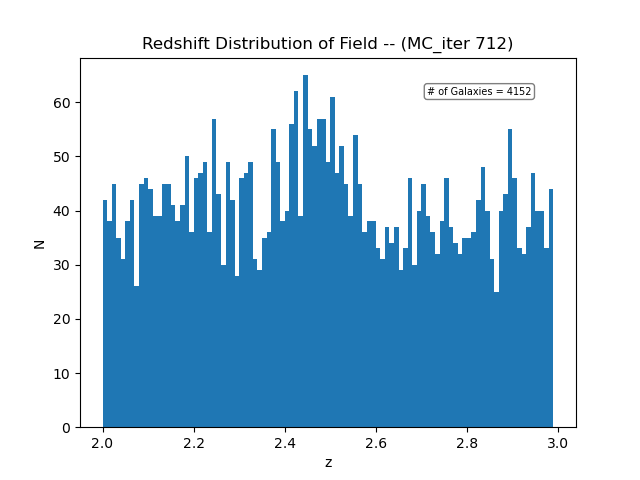 Redshift Distribution of Field -- (MC_iter 712)
# of Galaxies = 4152
60
50
40
30
20
10
0
N
2.0 2.2 2.4 2.6 2.8 3.0
z